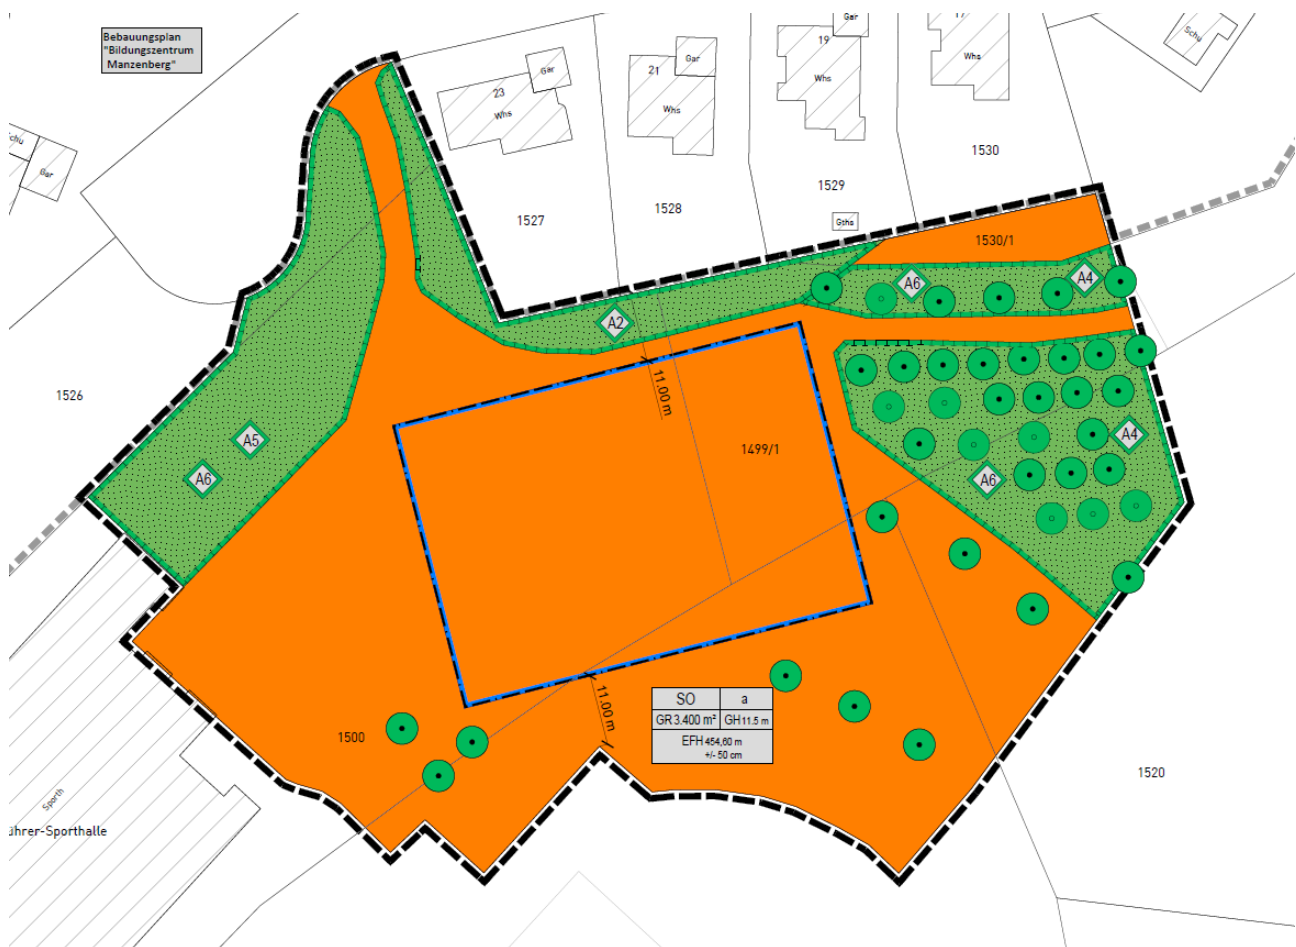 Bebauungsplan
"Bildungszentrum
Manzenberg"
Gar
17
Schu
19
Whs
Gar
21
Whs
Gar
23
Whs
Whs
Gar
1530
1529
1528
1527
Gths
1530/1
A6
A4
A2
1526
11.00 m
A5
1499/1
A4
A6
A6
11.00 m
SO a
GR 3.400 m² GH 11.5 m
EFH 454,60 m
+/- 50 cm
1500
1520
Sporth
ührer-Sporthalle